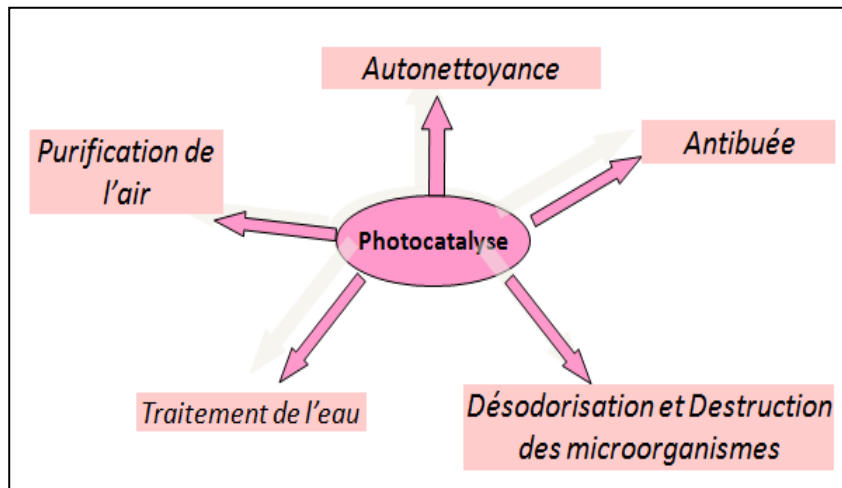 Autonettoyance
Antibuée
Purification de
l'air
Photocatalyse
Traitement de l'eau
Désodorisation et Destruction
des microorganismes